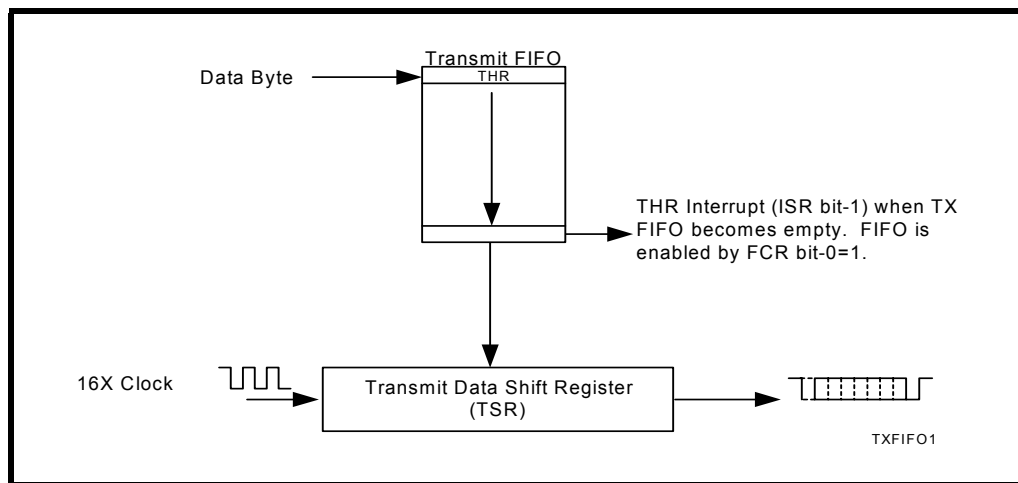 Transmit FIFO
Data Byte
THR
THR Interrupt (ISR bit-1) when TX
FIFO becomes empty. FIFO is
enabled by FCR bit-0=1.
16X Clock
Transmit Data Shift Register
(TSR)
TXFIFO1